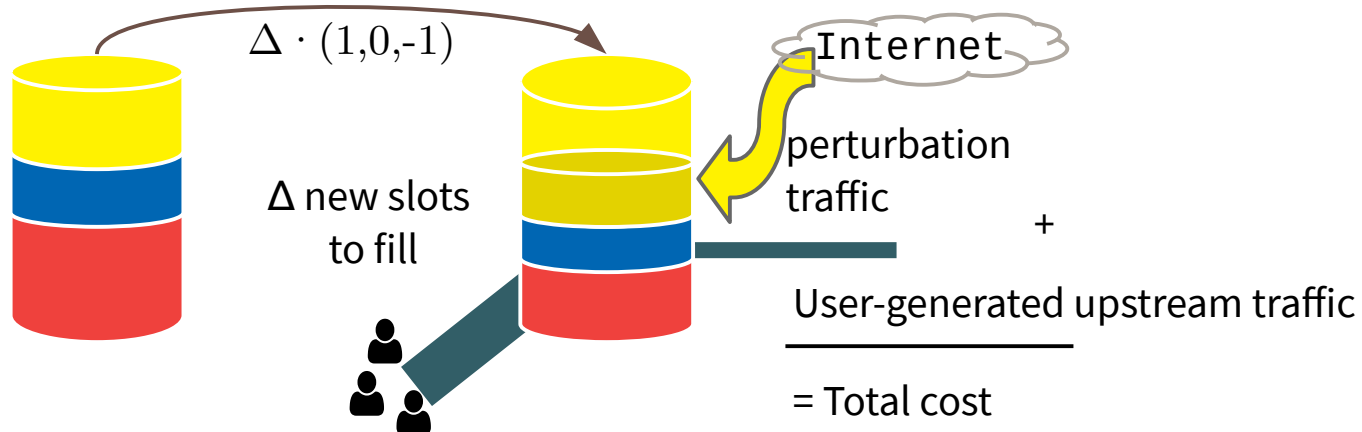 Δ · (1,0,-1)
Internet
perturbation
traffic
Δ new slots
to fill
+
User-generated upstream traffic
= Total cost